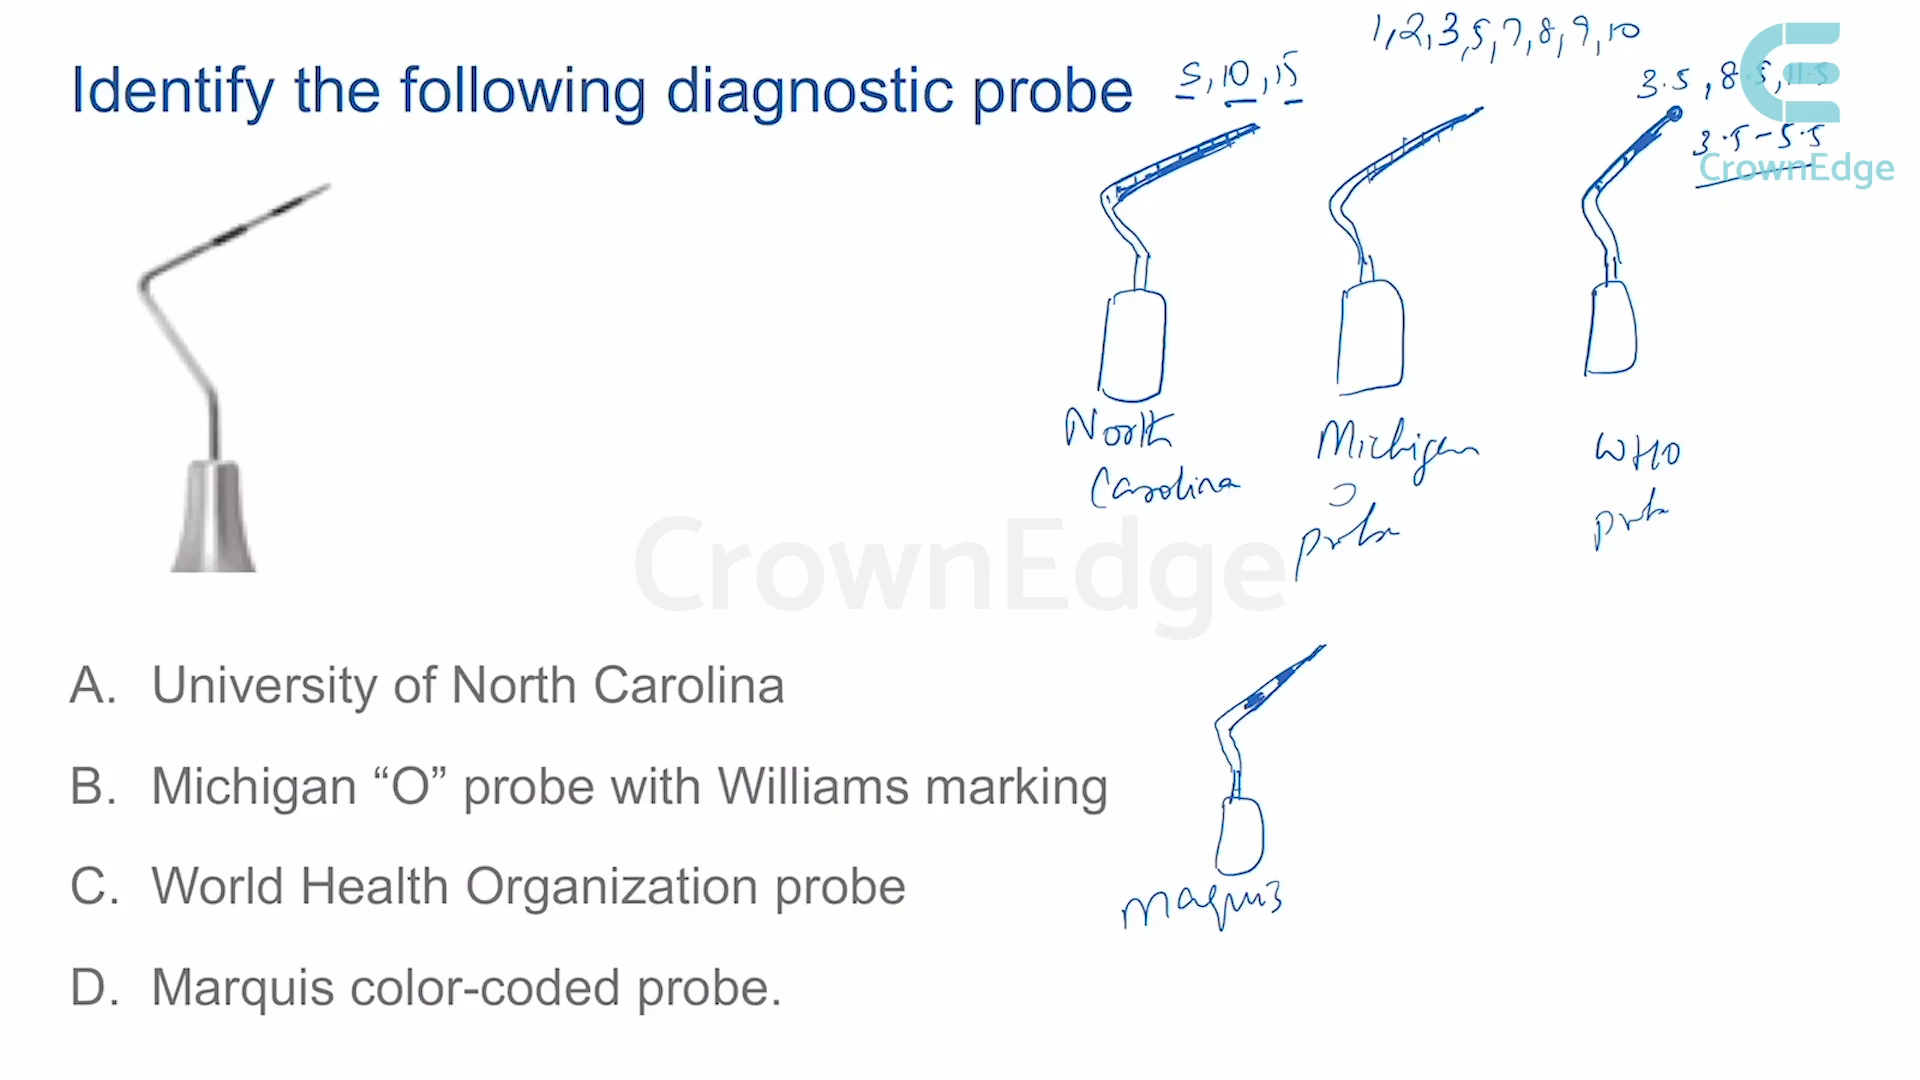 Identify the following diagnostic probe
5, 10, 15
1, 2, 3, 5, 7, 8, 9, 10
3.5, 8.5, 11.5
3.5 - 5.5
CrownEdge
North
Carolina
Michigan
O
probe
WHO
probe
CrownEdge
A. University of North Carolina
B. Michigan “O” probe with Williams marking
C. World Health Organization probe
D. Marquis color-coded probe.